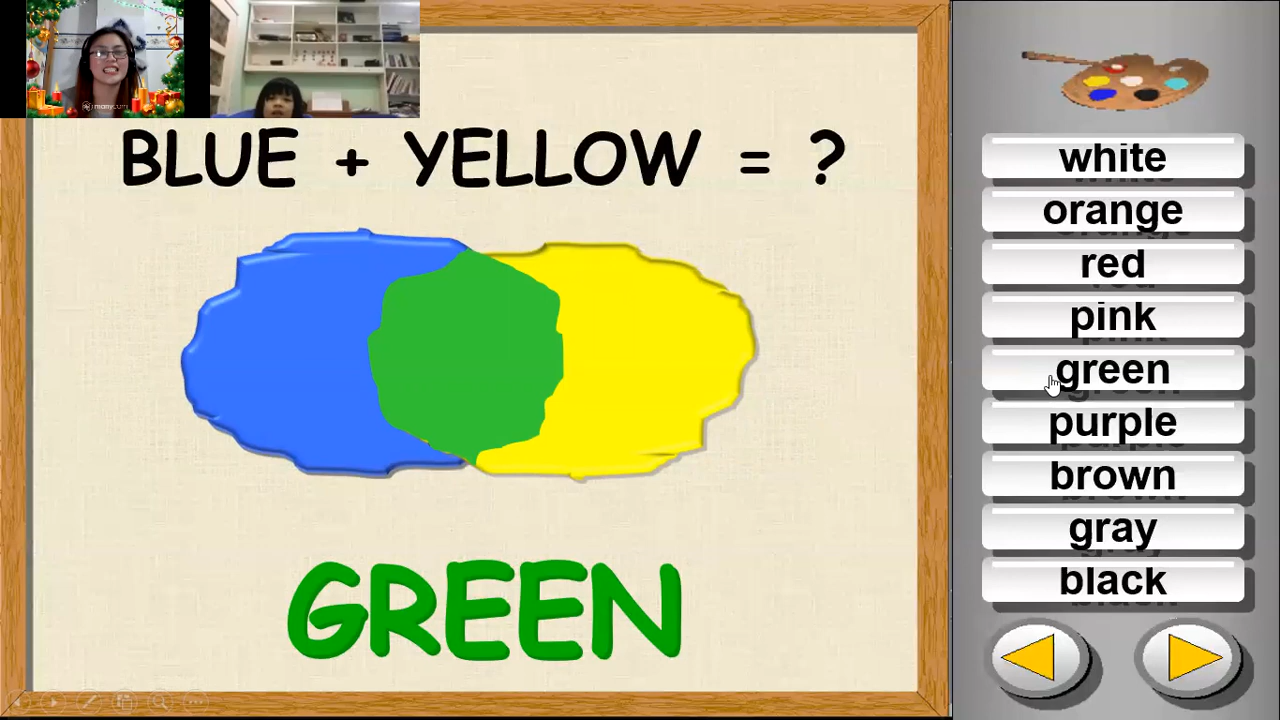 BLUE + YELLOW = ?
GREEN
white
orange
red
pink
green
purple
brown
gray
black